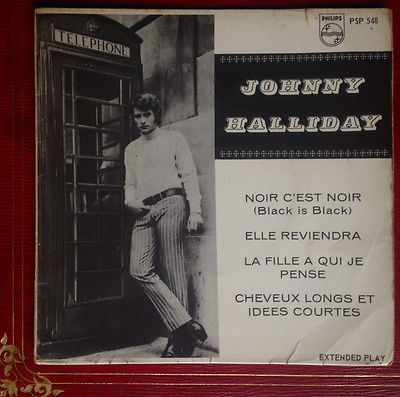 TELEPHONE
PHILIPS
PSP 548
JOHNNY
HALLIDAY
NOIR C'EST NOIR
(Black is Black)
ELLE REVIENDRA
LA FILLE A QUI JE
PENSE
CHEVEUX LONGS ET
IDEES COURTES
EXTENDED PLAY